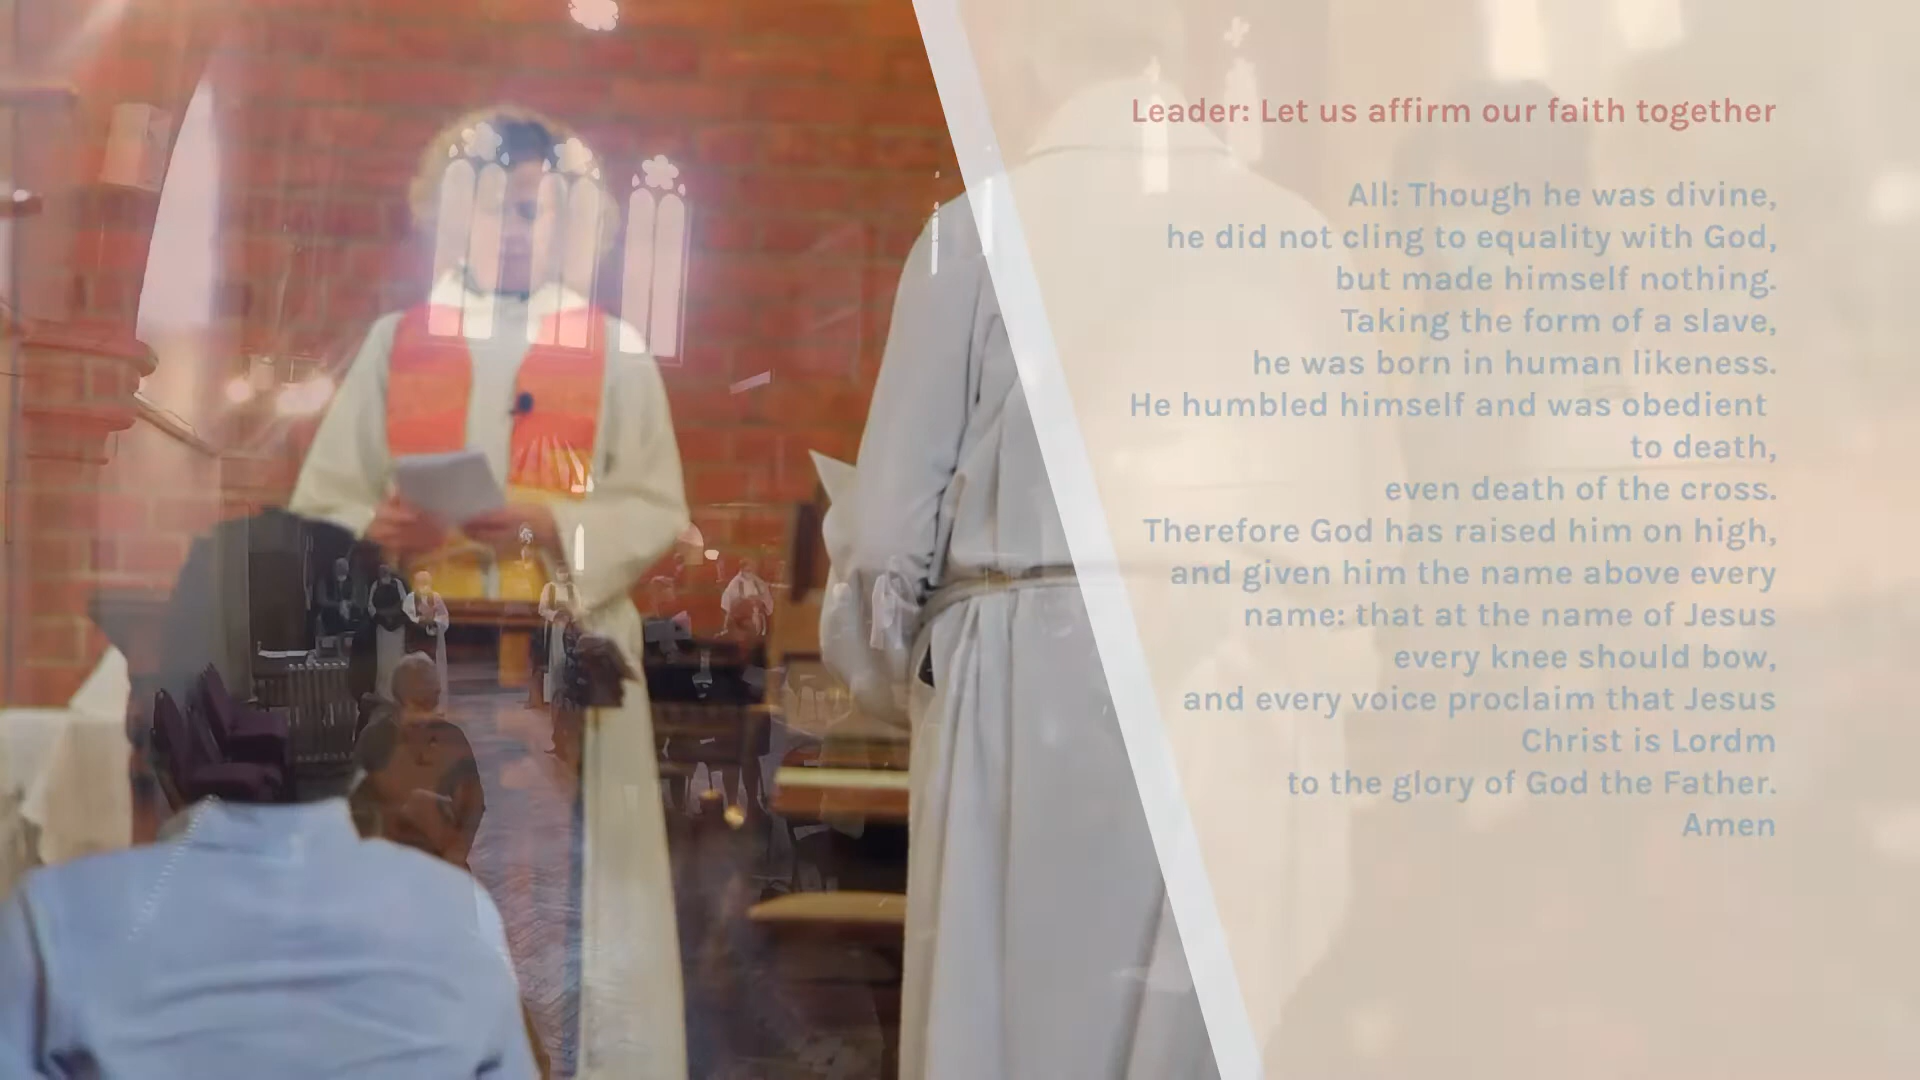 Leader: Let us affirm our faith together
All: Though he was divine,
he did not cling to equality with God,
but made himself nothing.
Taking the form of a slave,
he was born in human likeness.
He humbled himself and was obedient
to death,
even death of the cross.
Therefore God has raised him on high,
and given him the name above every
name: that at the name of Jesus
every knee should bow,
and every voice proclaim that Jesus
Christ is Lordm
to the glory of God the Father.
Amen